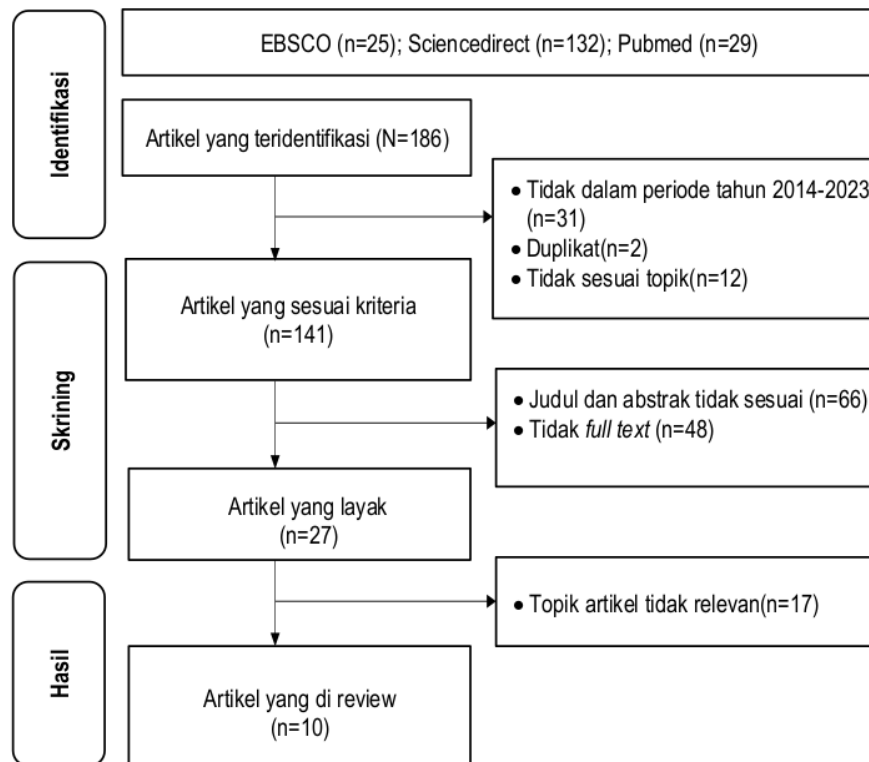 Identifikasi
EBSCO (n=25); Sciencedirect (n=132); Pubmed (n=29)
Artikel yang teridentifikasi (N=186)
• Tidak dalam periode tahun 2014-2023
(n=31)
• Duplikat(n=2)
• Tidak sesuai topik(n=12)
Skrining
Artikel yang sesuai kriteria
(n=141)
• Judul dan abstrak tidak sesuai (n=66)
• Tidak full text (n=48)
Artikel yang layak
(n=27)
Hasil
• Topik artikel tidak relevan(n=17)
Artikel yang di review
(n=10)